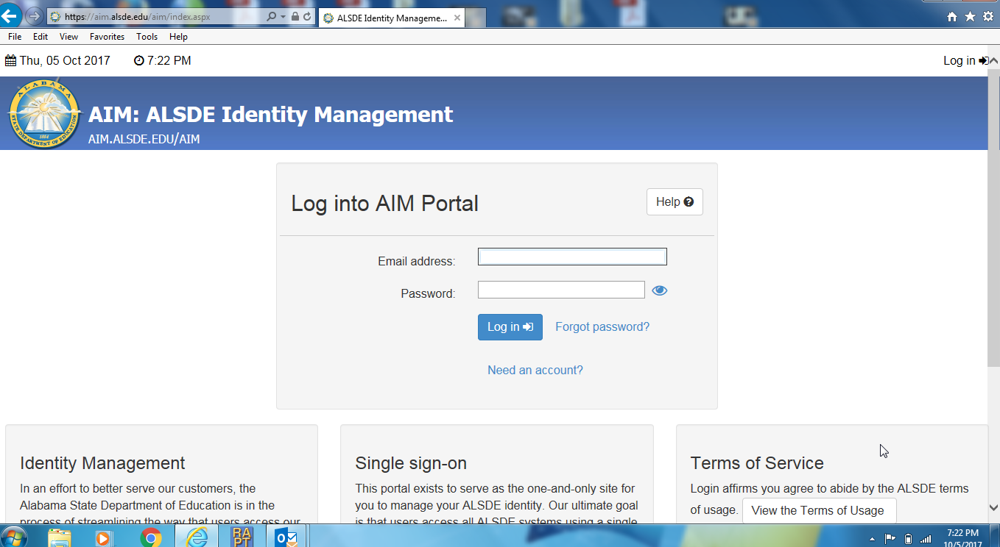 https://aim.alsde.edu/aim/index.aspx
ALSDE Identity Manageme...
File Edit View Favorites Tools Help
Thu, 05 Oct 2017 7:22 PM
Log in
ALABAMA
STATE DEPARTMENT OF EDUCATION
AIM: ALSDE Identity Management
AIM.ALSDE.EDU/AIM
Log into AIM Portal
Help
Email address:
Password:
Log in Forgot password?
Need an account?
Identity Management
In an effort to better serve our customers, the
Alabama State Department of Education is in the
process of streamlining the way that users access our
Single sign-on
This portal exists to serve as the one-and-only site for
you to manage your ALSDE identity. Our ultimate goal
is that users access all ALSDE systems using a single
Terms of Service
Login affirms you agree to abide by the ALSDE terms
of usage. View the Terms of Usage
RA
PT
7:22 PM
10/5/2017